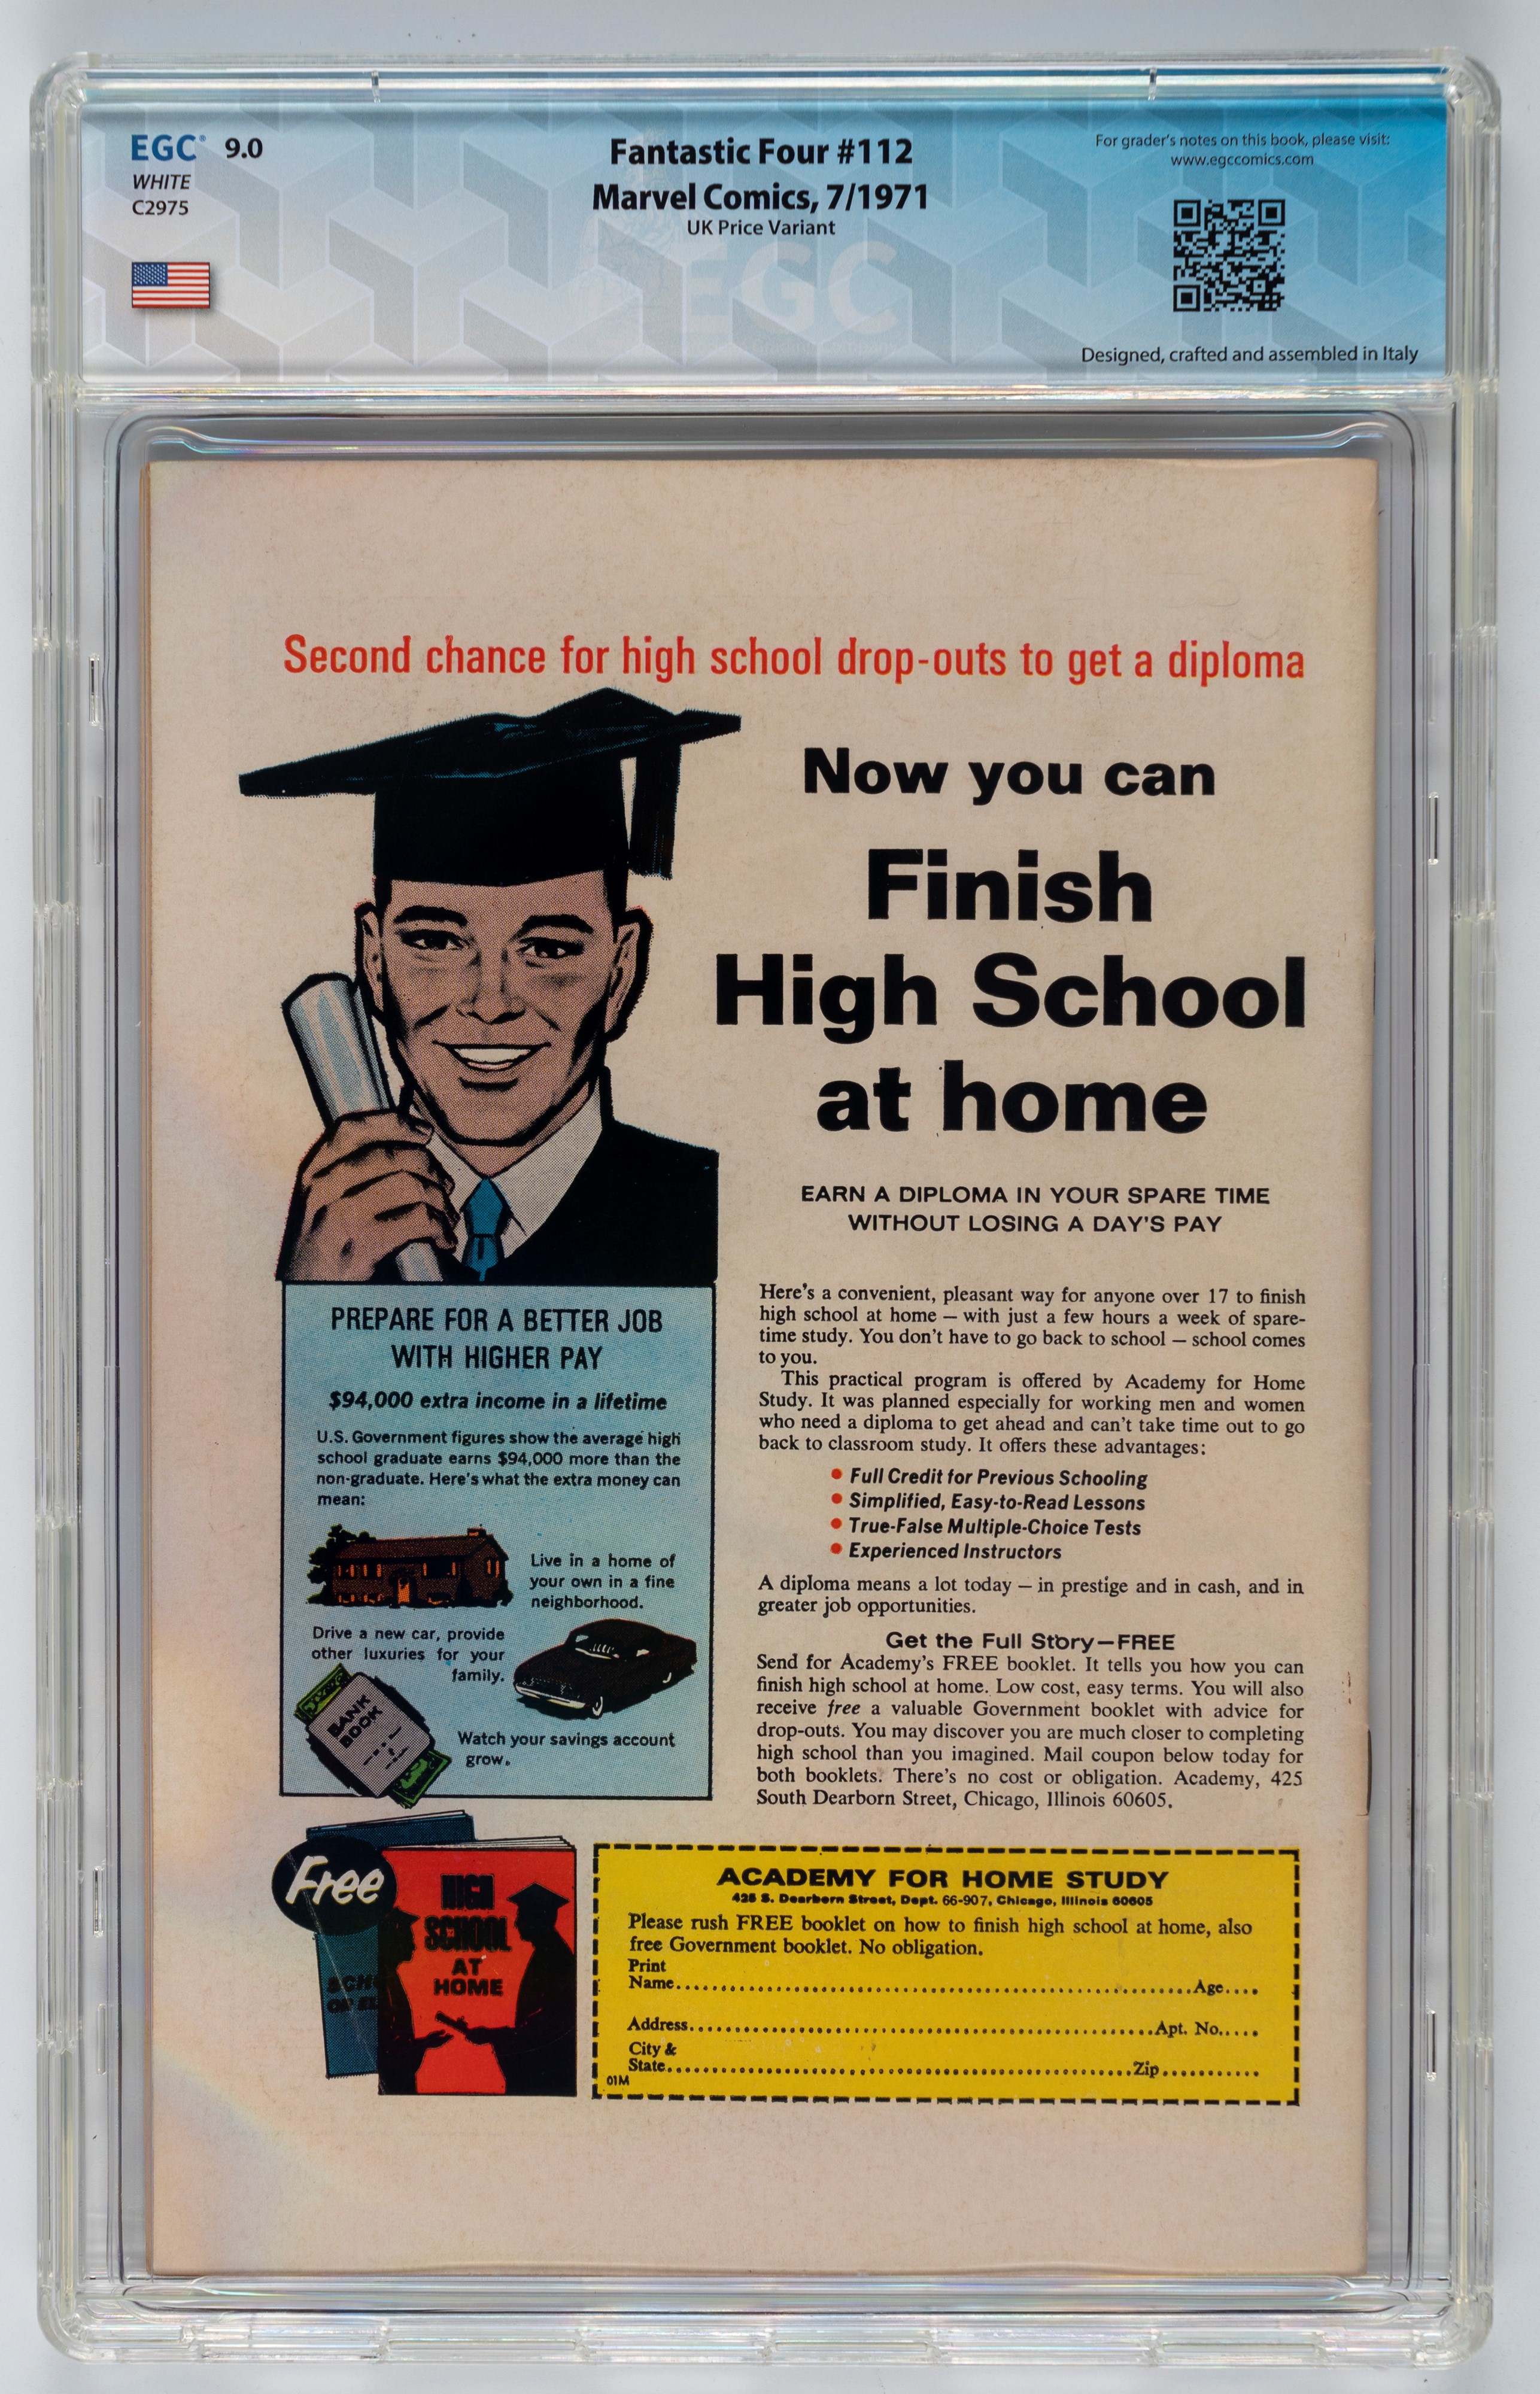 EGC® 9.0
WHITE
C2975
Fantastic Four #112
Marvel Comics, 7/1971
UK Price Variant
For grader's notes on this book, please visit:
www.egccomics.com
EGC
Designed, crafted and assembled in Italy
Second chance for high school drop-outs to get a diploma
Now you can
Finish
High School
at home
EARN A DIPLOMA IN YOUR SPARE TIME
WITHOUT LOSING A DAY'S PAY
PREPARE FOR A BETTER JOB
WITH HIGHER PAY
$94,000 extra income in a lifetime
U.S. Government figures show the average high
school graduate earns $94,000 more than the
non-graduate. Here's what the extra money can
mean:
Live in a home of
your own in a fine
neighborhood.
Drive a new car, provide
other luxuries for your
family.
BANK
BOOK
Watch your savings account
grow.
Here's a convenient, pleasant way for anyone over 17 to finish
high school at home — with just a few hours a week of spare-
time study. You don't have to go back to school — school comes
to you.
This practical program is offered by Academy for Home
Study. It was planned especially for working men and women
who need a diploma to get ahead and can't take time out to go
back to classroom study. It offers these advantages:
• Full Credit for Previous Schooling
• Simplified, Easy-to-Read Lessons
• True-False Multiple-Choice Tests
• Experienced Instructors
A diploma means a lot today — in prestige and in cash, and in
greater job opportunities.
Get the Full Story—FREE
Send for Academy's FREE booklet. It tells you how you can
finish high school at home. Low cost, easy terms. You will also
receive free a valuable Government booklet with advice for
drop-outs. You may discover you are much closer to completing
high school than you imagined. Mail coupon below today for
both booklets. There's no cost or obligation. Academy, 425
South Dearborn Street, Chicago, Illinois 60605.
Free
HIGH
SCHOOL
AT
HOME
ACADEMY FOR HOME STUDY
425 S. Dearborn Street, Dept. 66-907, Chicago, Illinois 60605
Please rush FREE booklet on how to finish high school at home, also
free Government booklet. No obligation.
Print
Name.................................................Age....
Address.................................................Apt. No.....
City &
State.................................................Zip...........
01M